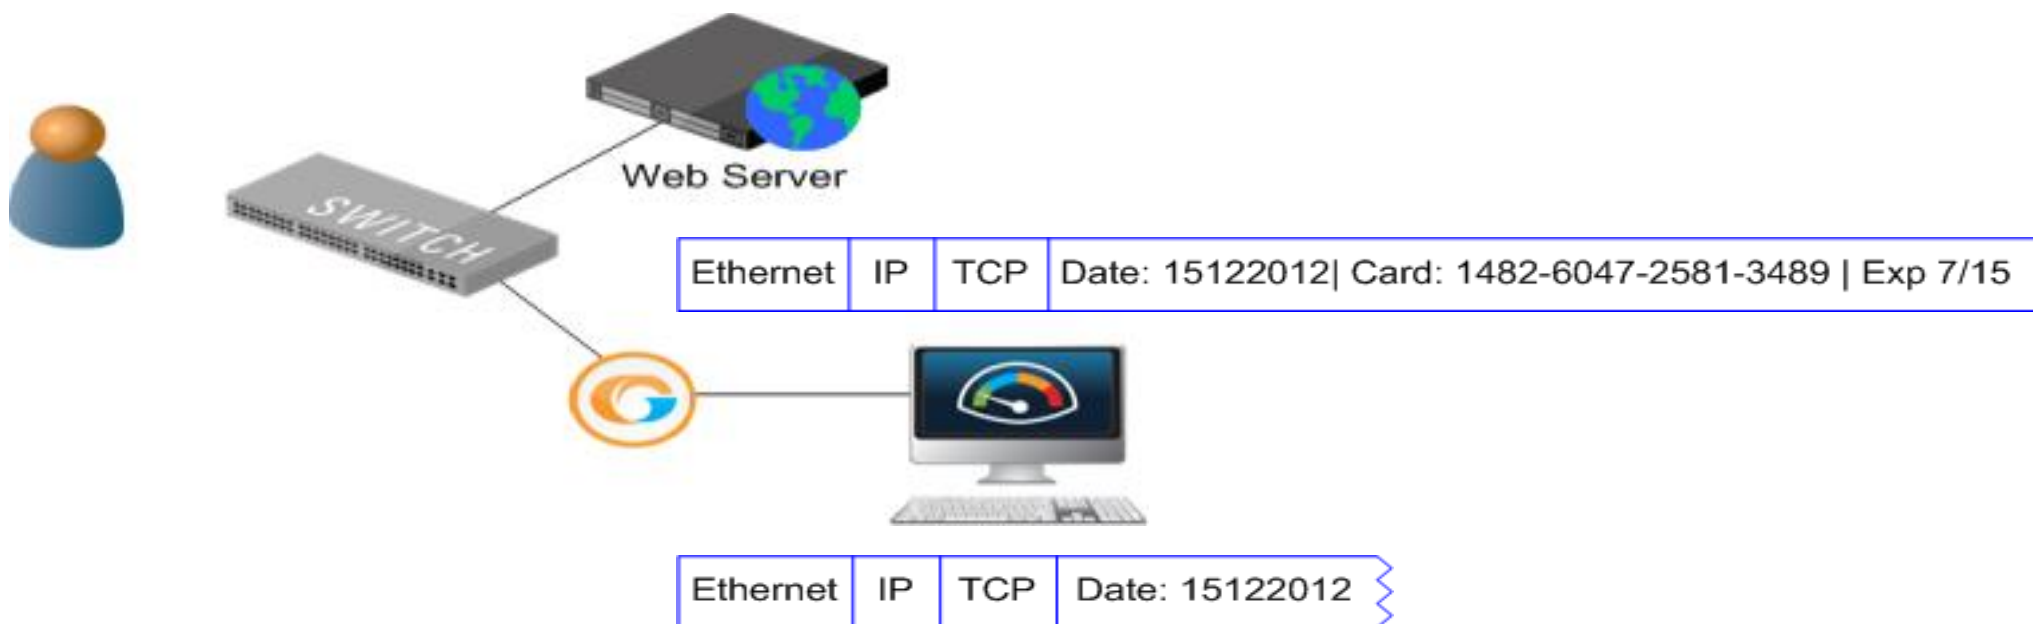 Web Server
SWITCH
Ethernet IP TCP Date: 15122012| Card: 1482-6047-2581-3489 | Exp 7/15
Ethernet IP TCP Date: 15122012